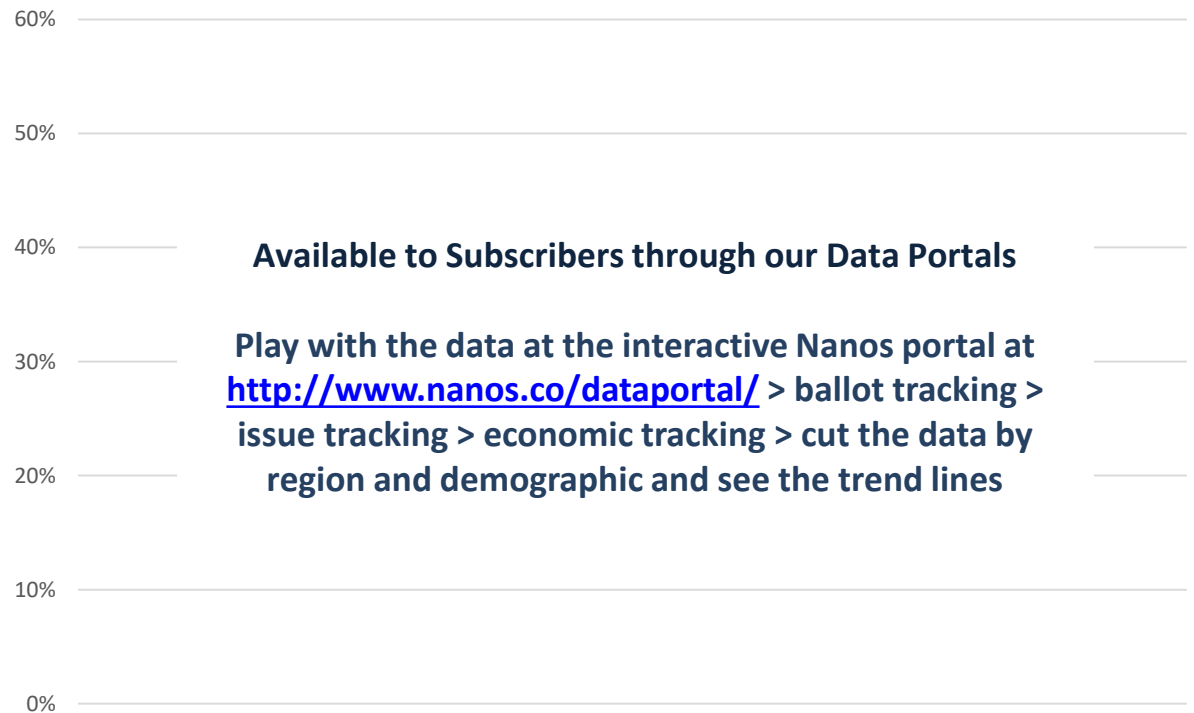 60%
50%
40%
30%
20%
10%
0%
Available to Subscribers through our Data Portals
Play with the data at the interactive Nanos portal at
http://www.nanos.co/dataportal/ > ballot tracking >
issue tracking > economic tracking > cut the data by
region and demographic and see the trend lines